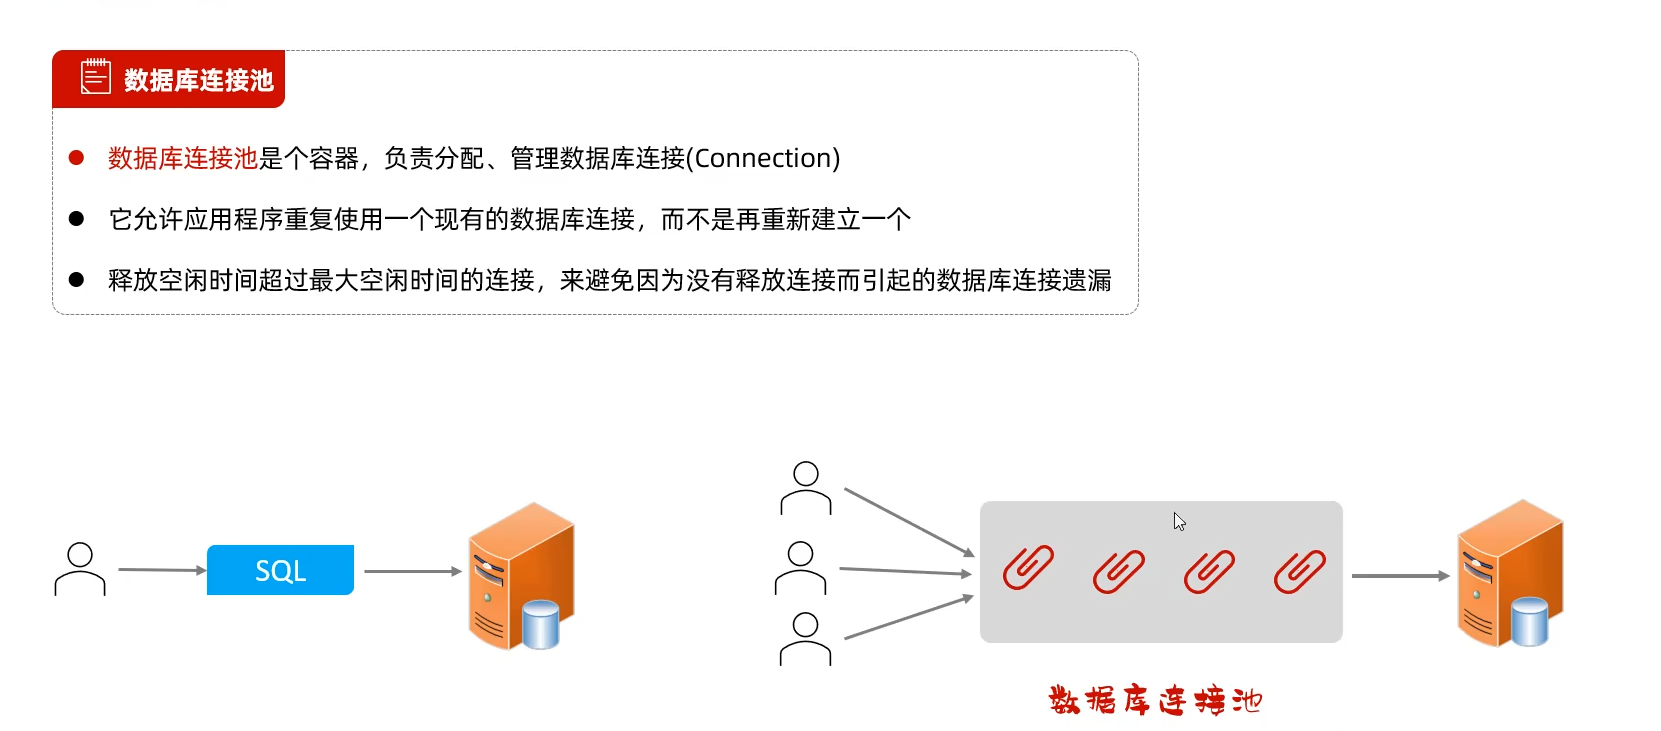 数据库连接池
数据库连接池是个容器，负责分配、管理数据库连接(Connection)
它允许应用程序重复使用一个现有的数据库连接，而不是再重新建立一个
释放空闲时间超过最大空闲时间的连接，来避免因为没有释放连接而引起的数据库连接遗漏
SQL
数据库连接池